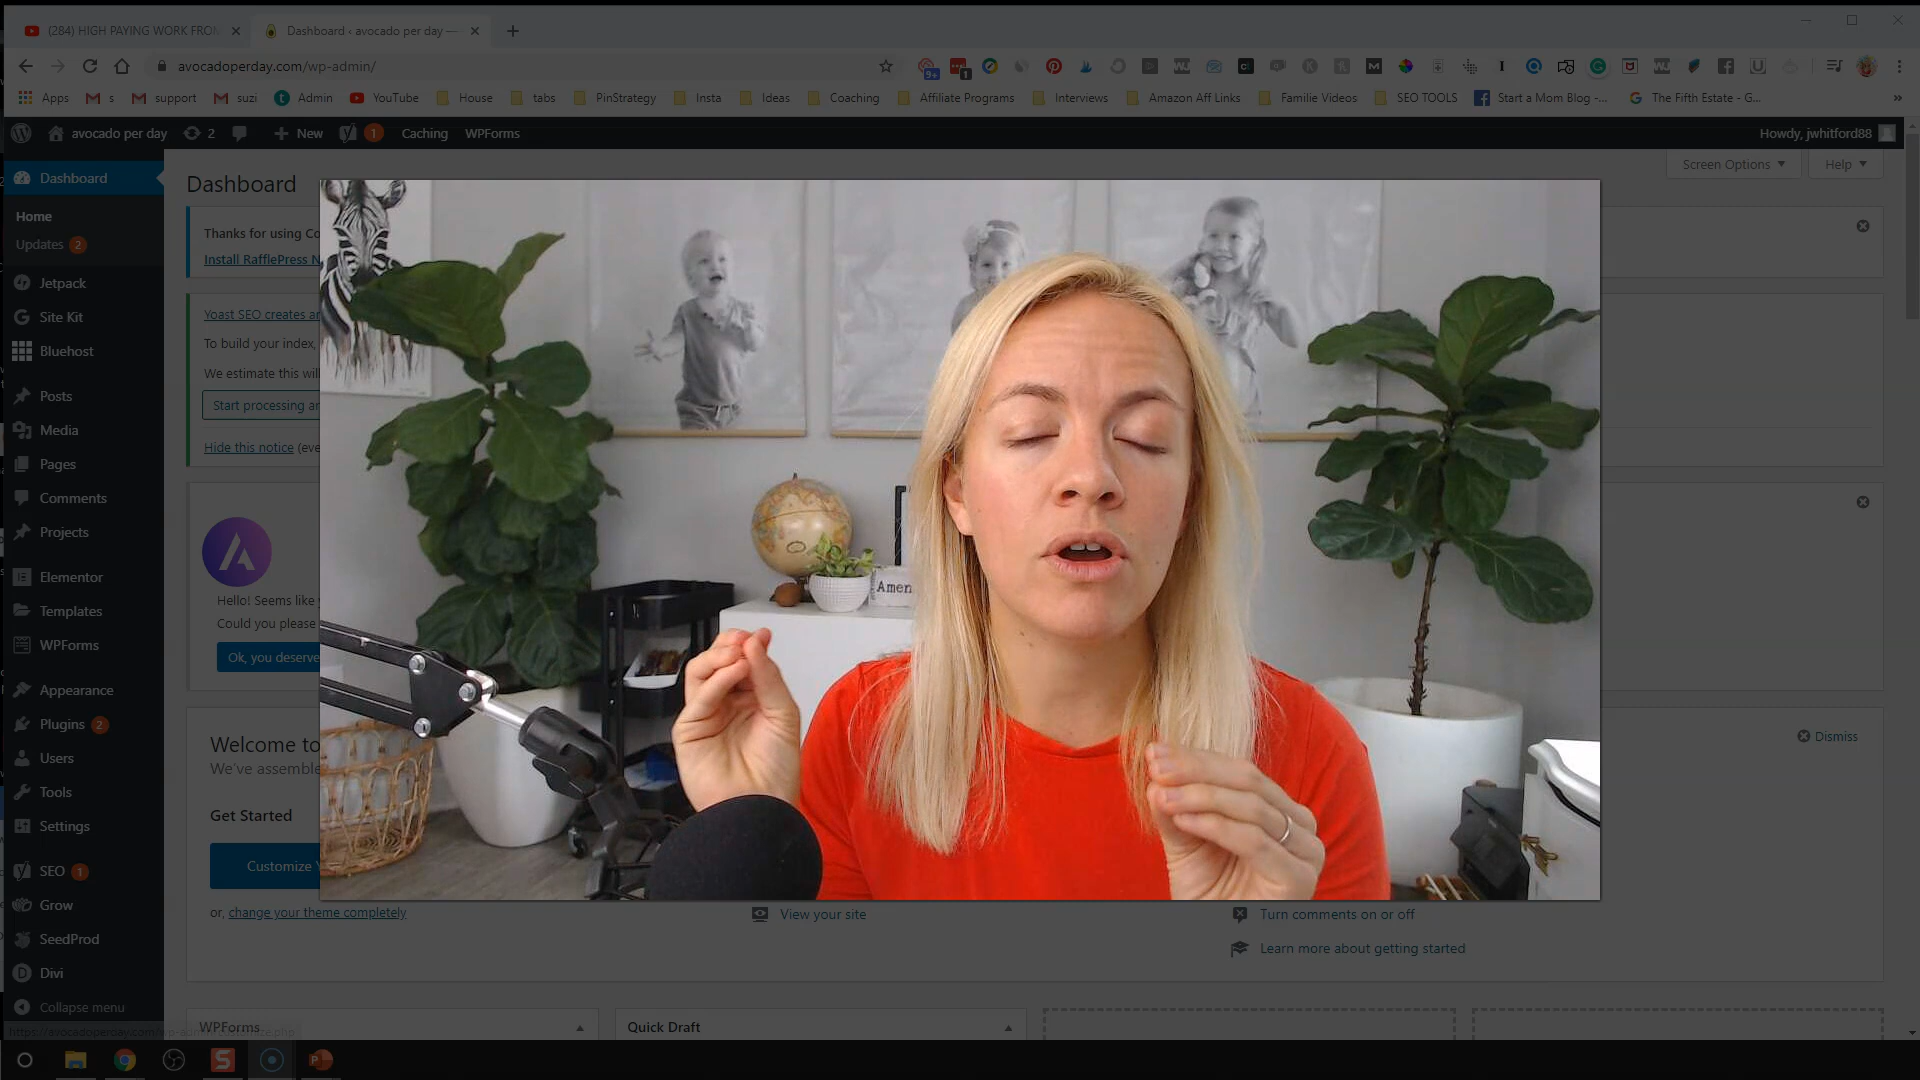 (284) HIGH PAYING WORK FROM
Dashboard ‹ avocado per day —
avocadoperday.com/wp-admin/
9+
1
Apps
s
support
suzi
Admin
YouTube
House
tabs
PinStrategy
Insta
Ideas
Coaching
Affiliate Programs
Interviews
Amazon Aff Links
Familie Videos
SEO TOOLS
Start a Mom Blog -...
The Fifth Estate - G...
avocado per day
2
New
1
Caching
WPForms
Howdy, jwhitford88
Dashboard
Dashboard
Screen Options
Help
Home
Updates 2
Thanks for using Co
Install RafflePress N
Jetpack
Site Kit
Bluehost
Yoast SEO creates an
To build your index,
We estimate this will
Start processing an
Hide this notice (eve
Posts
Media
Pages
Comments
Projects
Elementor
Templates
WPForms
Hello! Seems like y
Could you please
Ok, you deserve
Amen
Appearance
Plugins 2
Users
Tools
Settings
SEO 1
Grow
SeedProd
Divi
Collapse menu
Welcome to
We've assemble
Dismiss
Get Started
Customize Y
or, change your theme completely
View your site
Turn comments on or off
Learn more about getting started
WPForms
Quick Draft